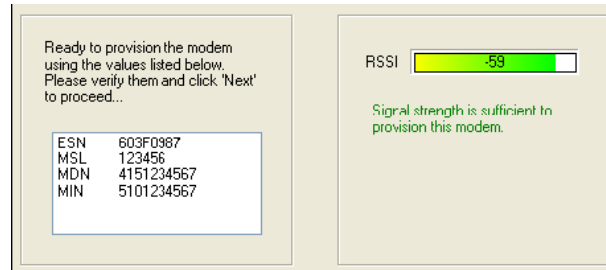 Ready to provision the modem
using the values listed below.
Please verify them and click 'Next'
to proceed...
ESN 603F0987
MSL 123456
MDN 4151234567
MIN 5101234567
RSSI -59
Signal strength is sufficient to
provision this modem.